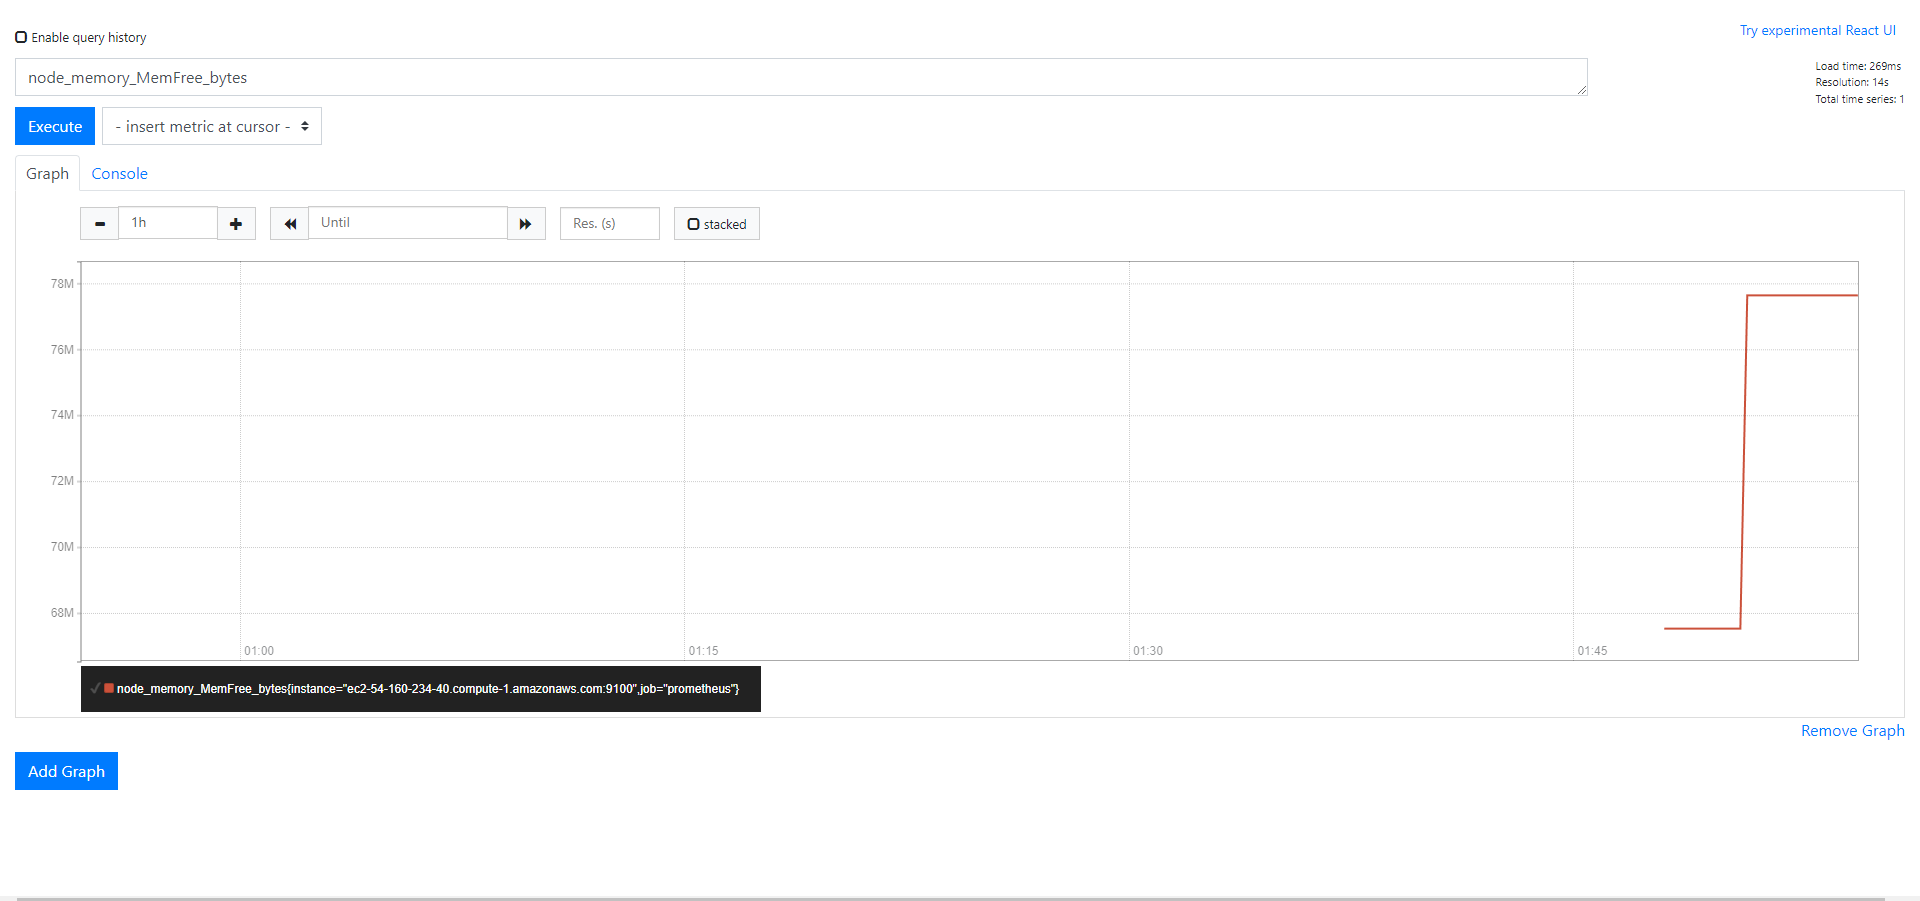 Enable query history
Try experimental React UI
node_memory_MemFree_bytes
Load time: 269ms
Resolution: 14s
Total time series: 1
Execute
- insert metric at cursor -
Graph
Console
1h
Until
Res. (s)
stacked
78M
76M
74M
72M
70M
68M
01:00
01:15
01:30
01:45
node_memory_MemFree_bytes{instance="ec2-54-160-234-40.compute-1.amazonaws.com:9100",job="prometheus"}
Remove Graph
Add Graph